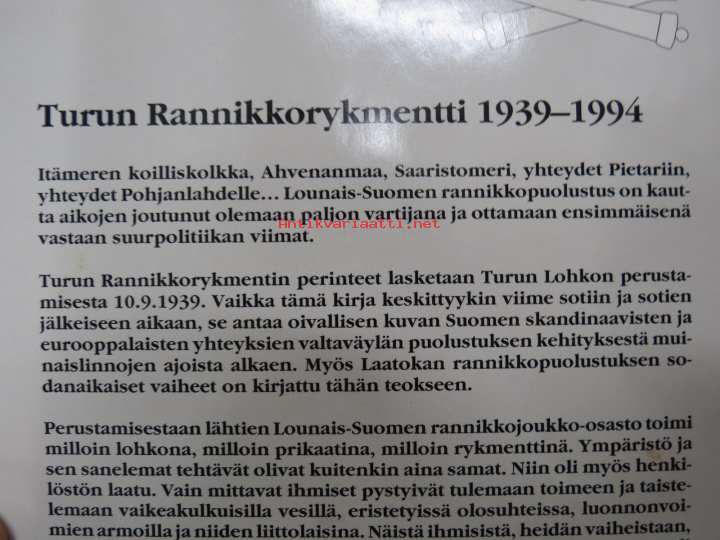 Turun Rannikkorykmentti 1939–1994
Itämeren koilliskolkka, Ahvenanmaa, Saaristomeri, yhteydet Pietariin,
yhteydet Pohjanlahdelle... Lounais-Suomen rannikkopuolustus on kaut-
ta aikojen joutunut olemaan paljon vartijana ja ottamaan ensimmäisenä
Antikvariaatti.net
vastaan suurpolitiikan viimat.
Turun Rannikkorykmentin perinteet lasketaan Turun Lohkon perusta-
misesta 10.9.1939. Vaikka tämä kirja keskittyykin viime sotiin ja sotien
jälkeiseen aikaan, se antaa oivallisen kuvan Suomen skandinaavisten ja
eurooppalaisten yhteyksien valtaväylän puolustuksen kehityksestä mui-
naislinnojen ajoista alkaen. Myös Laatokan rannikkopuolustuksen so-
danaikaiset vaiheet on kirjattu tähän teokseen.
Perustamisestaan lähtien Lounais-Suomen rannikkojoukko-osasto toimi
milloin lohkona, milloin prikaatina, milloin rykmenttinä. Ympäristö ja
sen sanelemat tehtävät olivat kuitenkin aina samat. Niin oli myös henki-
löstön laatu. Vain mittavat ihmiset pystyivät tulemaan toimeen ja taiste-
lemaan vaikeakulkuisilla vesillä, eristetyissä olosuhteissa, luonnonvoi-
mien armoilla ja niiden liittolaisina. Näistä ihmisistä, heidän vaiheistaan,